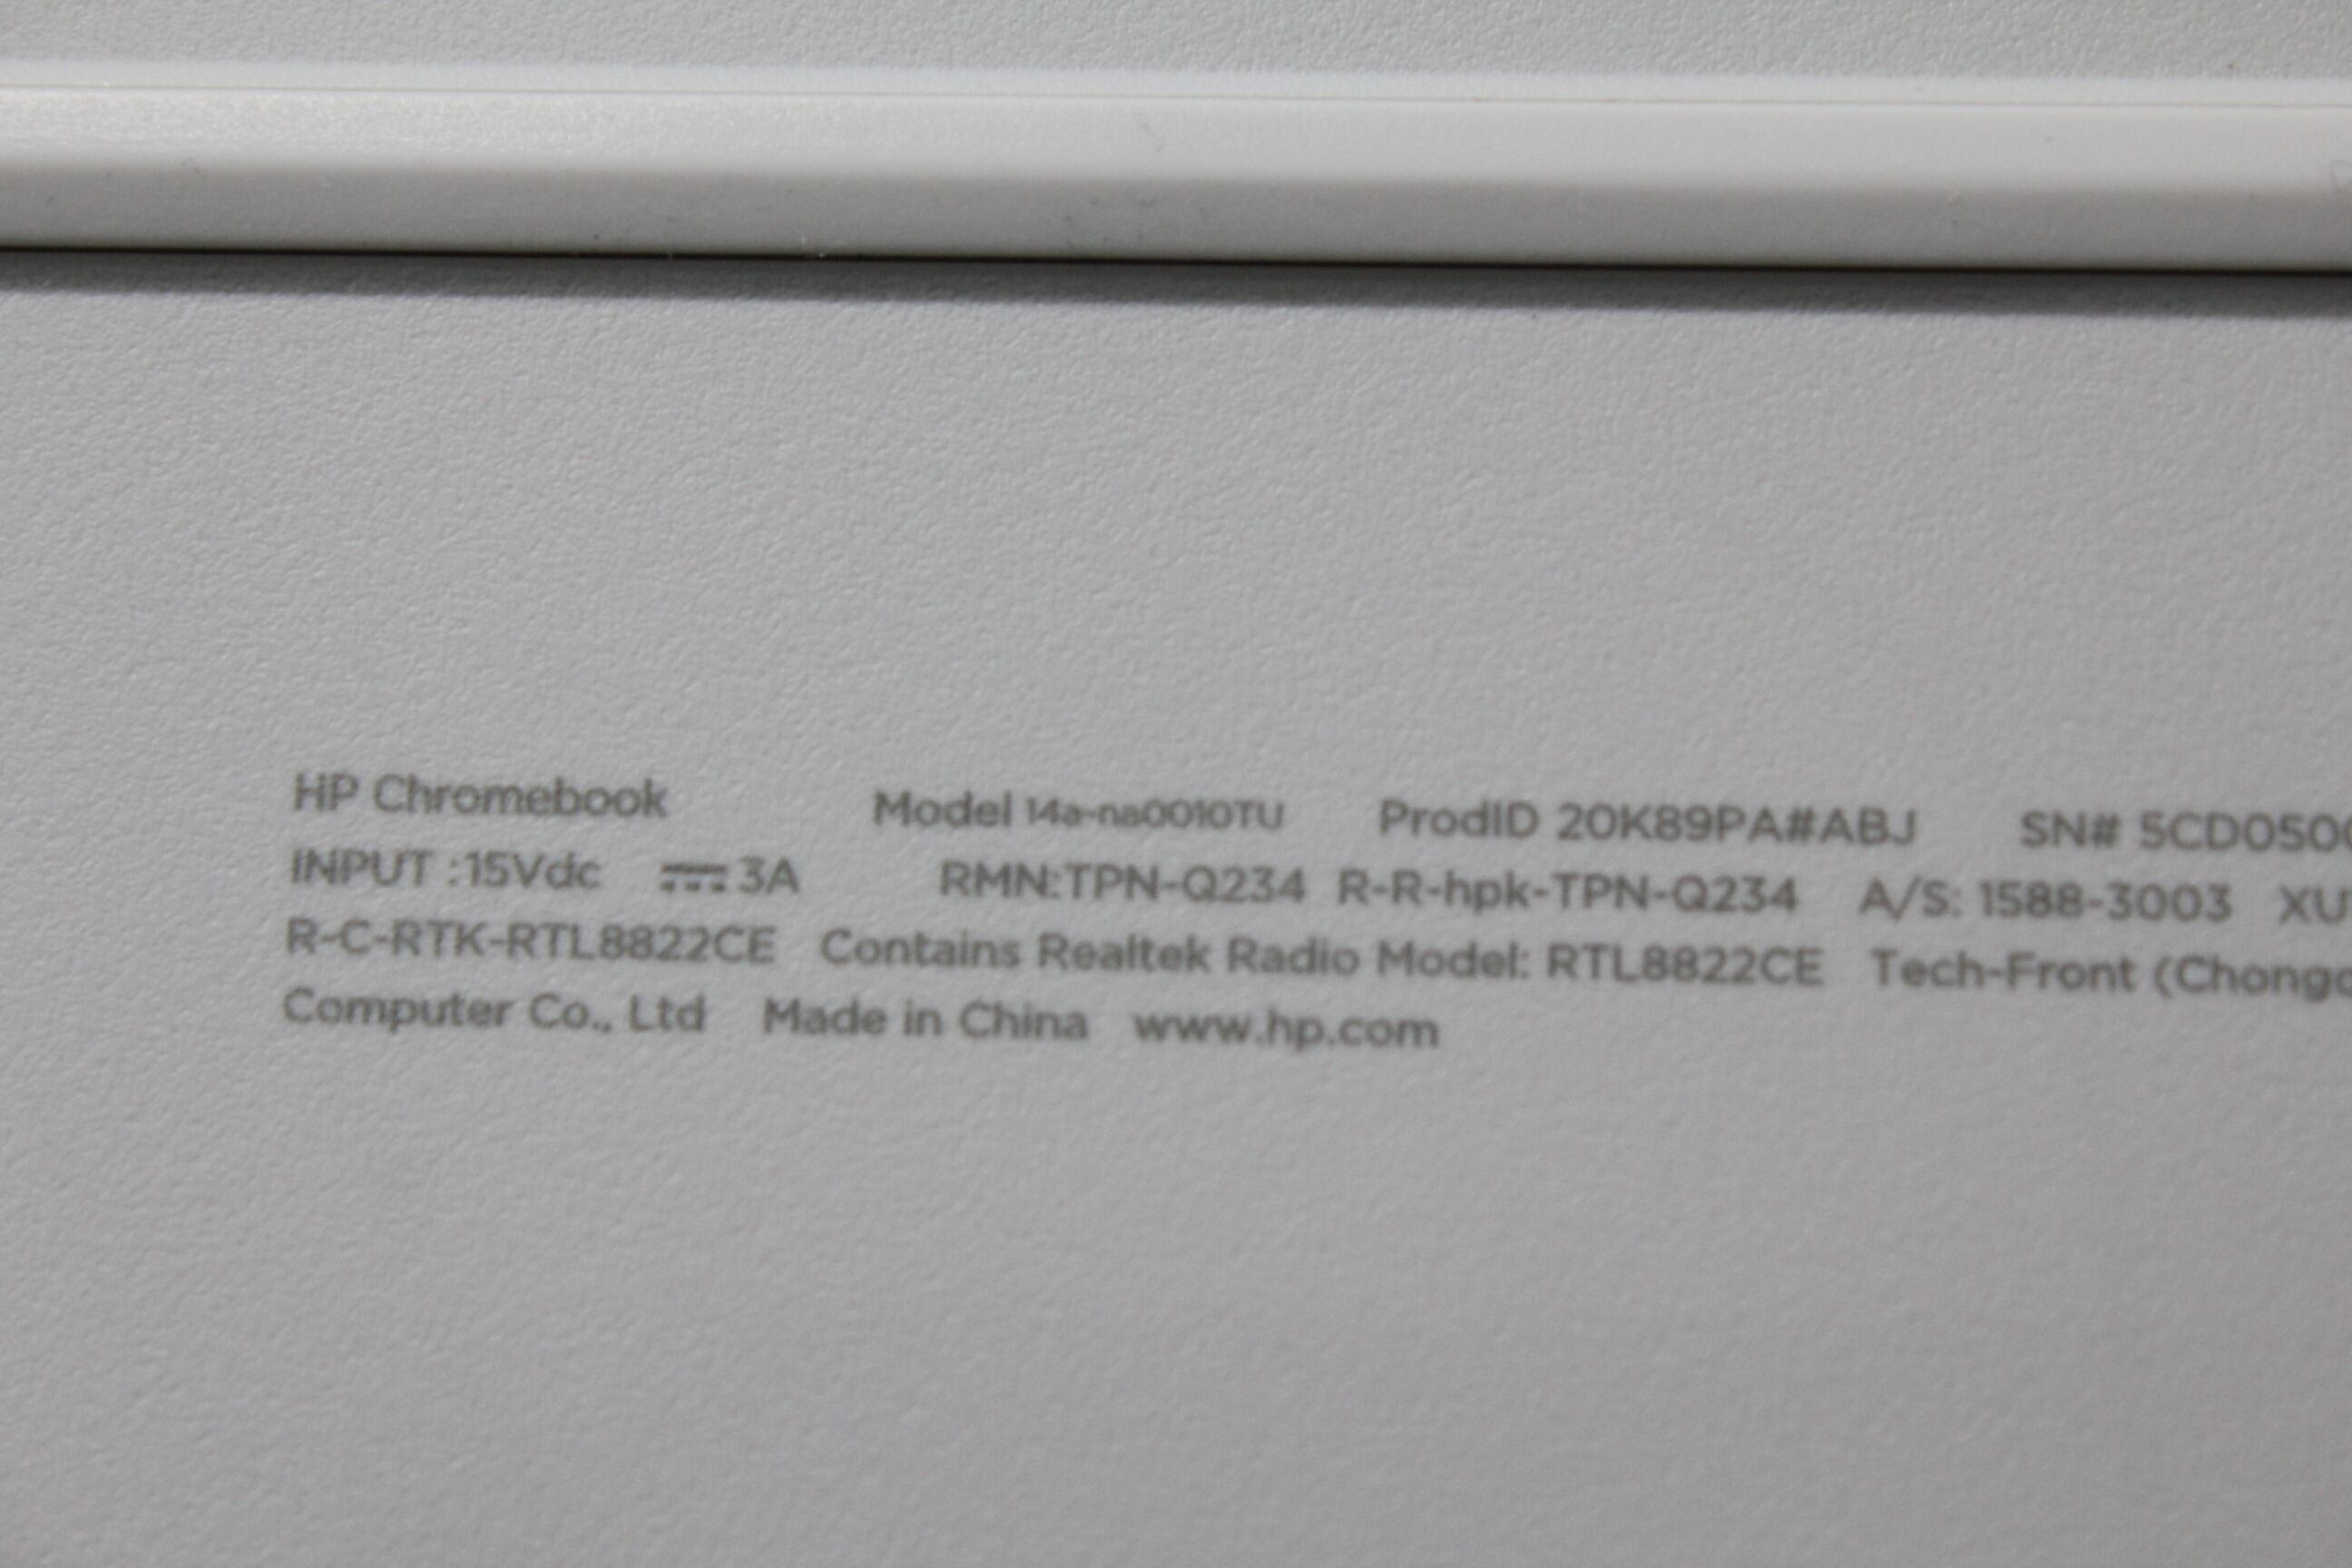 HP Chromebook Model 14a-na0010TU ProdID 20K89PA#ABJ SN# 5CD050
INPUT :15Vdc ⎓3A RMN:TPN-Q234 R-R-hpk-TPN-Q234 A/S: 1588-3003 XU
R-C-RTK-RTL8822CE Contains Realtek Radio Model: RTL8822CE Tech-Front (Chong
Computer Co., Ltd Made in China www.hp.com